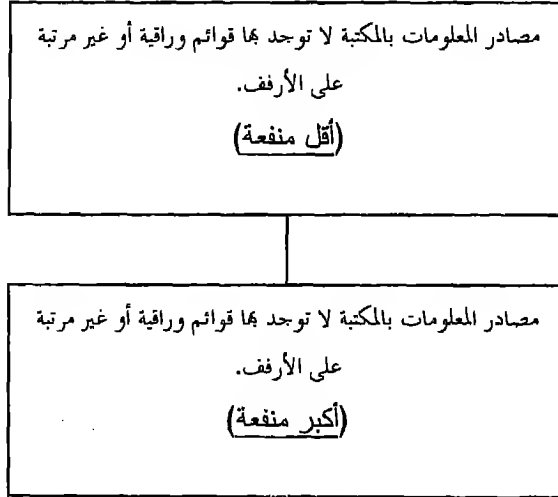 مصادر المعلومات بالمكتبة لا توجد بها قوائم وراقية أو غير مرتبة
على الأرفف.
(أقل منفعة)
مصادر المعلومات بالمكتبة لا توجد بها قوائم وراقية أو غير مرتبة
على الأرفف.
(أكبر منفعة)